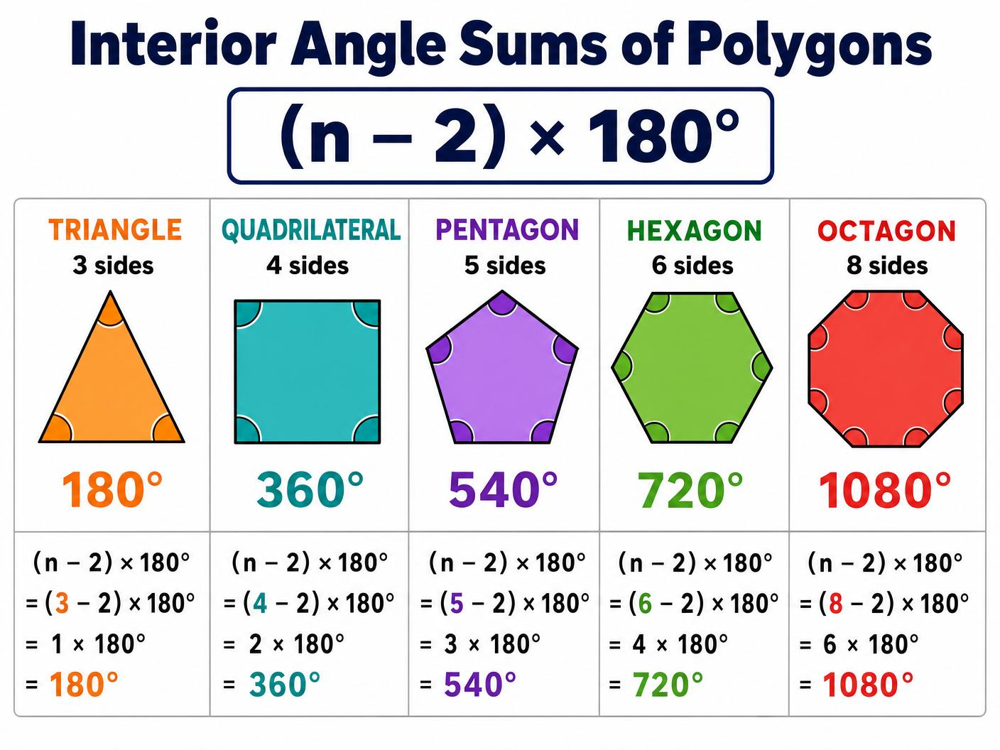 Interior Angle Sums of Polygons
(n – 2) × 180°
TRIANGLE
3 sides
180°
(n – 2) × 180°
= (3 – 2) × 180°
= 1 × 180°
= 180°
QUADRILATERAL
4 sides
360°
(n – 2) × 180°
= (4 – 2) × 180°
= 2 × 180°
= 360°
PENTAGON
5 sides
540°
(n – 2) × 180°
= (5 – 2) × 180°
= 3 × 180°
= 540°
HEXAGON
6 sides
720°
(n – 2) × 180°
= (6 – 2) × 180°
= 4 × 180°
= 720°
OCTAGON
8 sides
1080°
(n – 2) × 180°
= (8 – 2) × 180°
= 6 × 180°
= 1080°